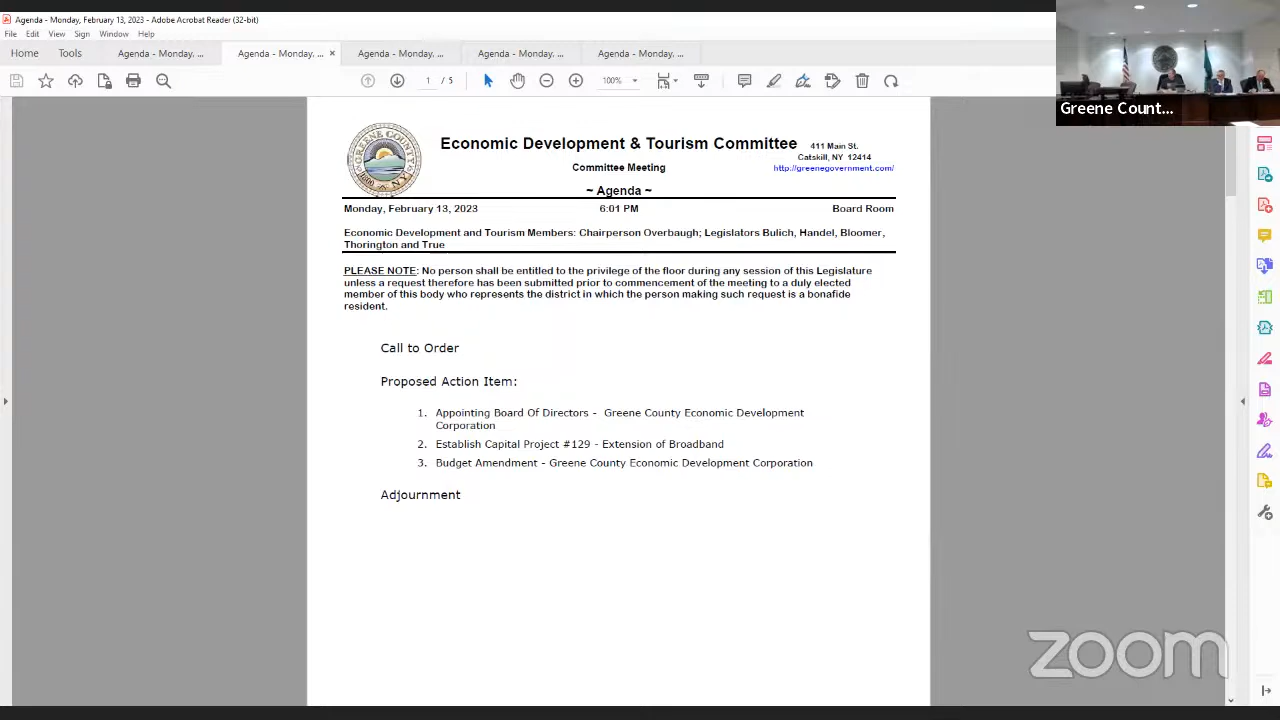 Agenda - Monday, February 13, 2023 - Adobe Acrobat Reader (32-bit)
File Edit View Sign Window Help
Home Tools Agenda - Monday, ... Agenda - Monday, ... × Agenda - Monday, ... Agenda - Monday, ... Agenda - Monday, ...
1 / 5 100%
Greene Count...
GREENE COUNTY
1800 N.Y.
Economic Development & Tourism Committee
411 Main St.
Catskill, NY 12414
Committee Meeting
http://greenegovernment.com/
~ Agenda ~
Monday, February 13, 2023 6:01 PM Board Room
Economic Development and Tourism Members: Chairperson Overbaugh; Legislators Bulich, Handel, Bloomer,
Thorington and True
PLEASE NOTE: No person shall be entitled to the privilege of the floor during any session of this Legislature
unless a request therefore has been submitted prior to commencement of the meeting to a duly elected
member of this body who represents the district in which the person making such request is a bonafide
resident.
Call to Order
Proposed Action Item:
1. Appointing Board Of Directors - Greene County Economic Development
Corporation
2. Establish Capital Project #129 - Extension of Broadband
3. Budget Amendment - Greene County Economic Development Corporation
Adjournment
zoom